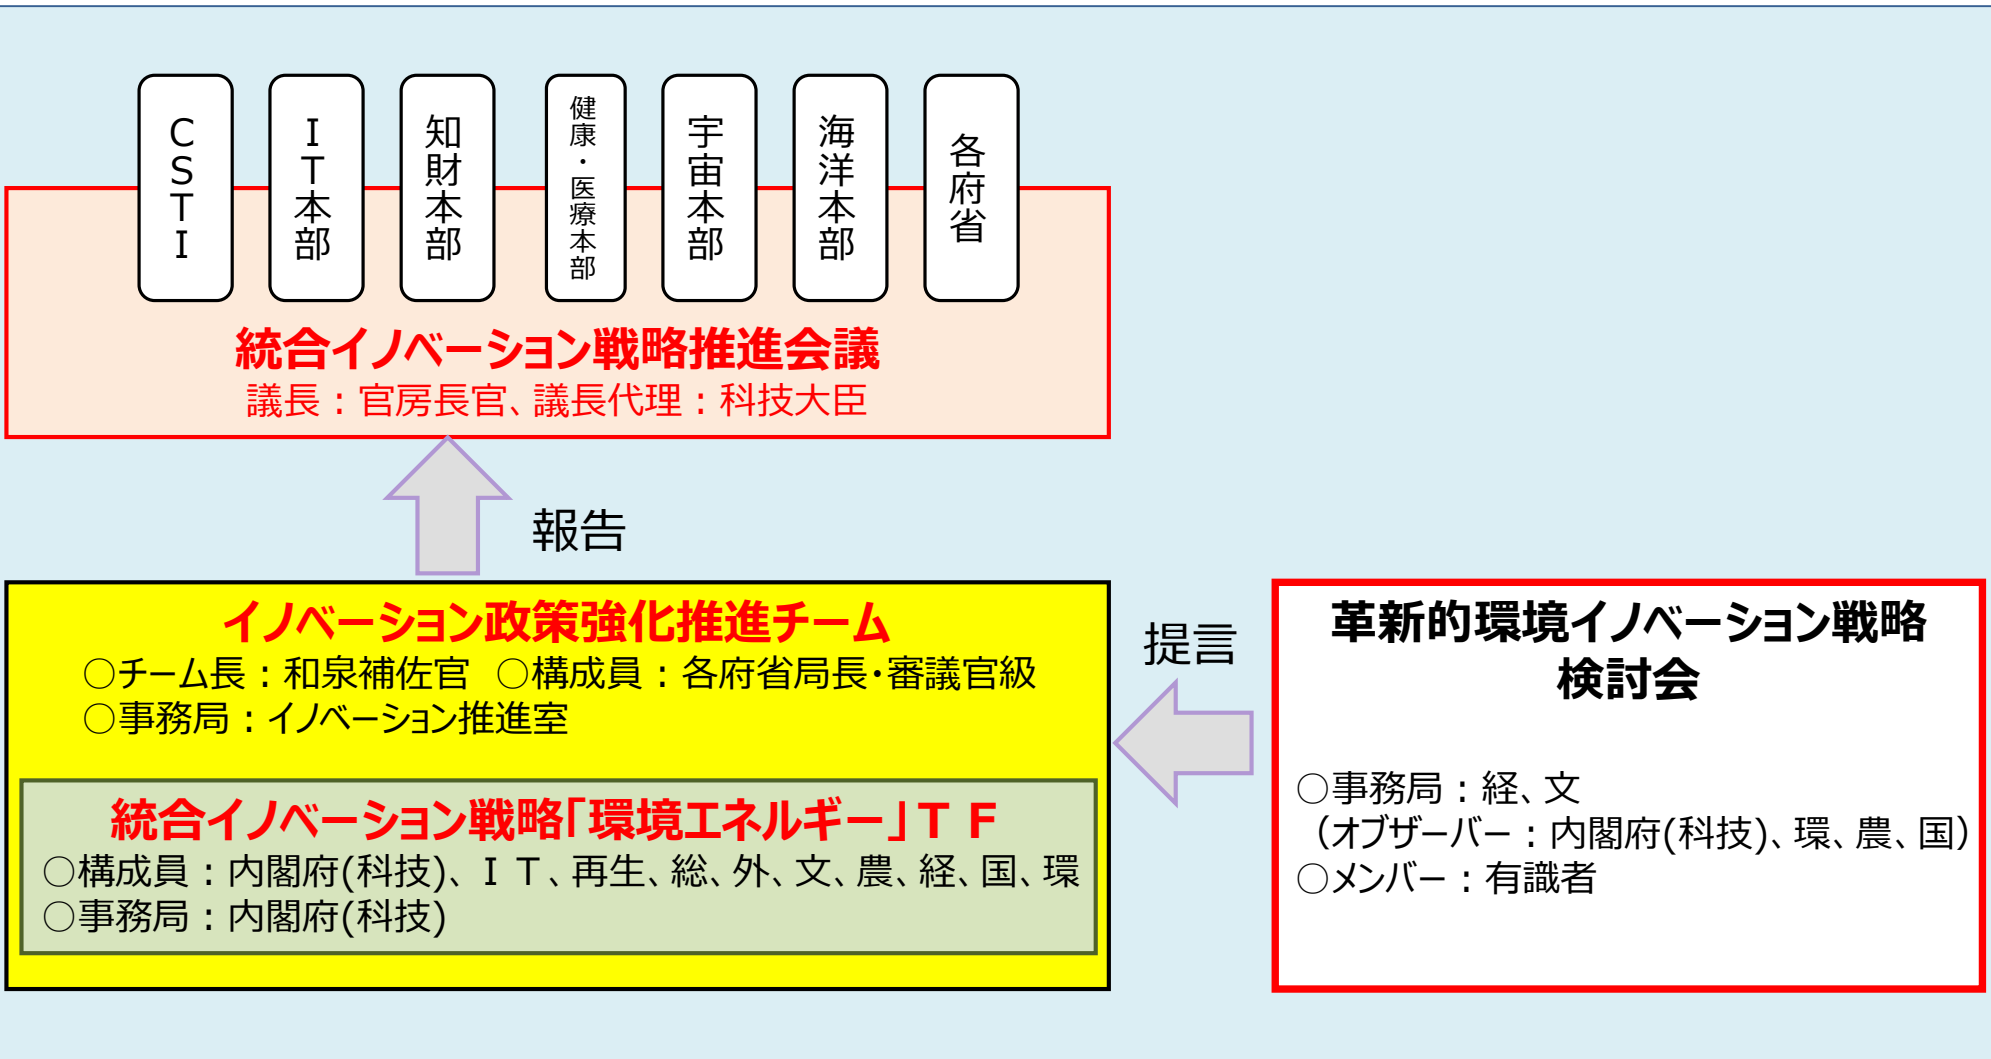 CSTI
IT本部
知財本部
健康・医療本部
宇宙本部
海洋本部
各府省
統合イノベーション戦略推進会議
議長：官房長官、議長代理：科技大臣
報告
イノベーション政策強化推進チーム
○チーム長：和泉補佐官 ○構成員：各府省局長・審議官級
○事務局：イノベーション推進室
統合イノベーション戦略「環境エネルギー」ＴＦ
○構成員：内閣府(科技)、ＩＴ、再生、総、外、文、農、経、国、環
○事務局：内閣府(科技)
提言
革新的環境イノベーション戦略
検討会
○事務局：経、文
（オブザーバー：内閣府(科技)、環、農、国）
○メンバー：有識者